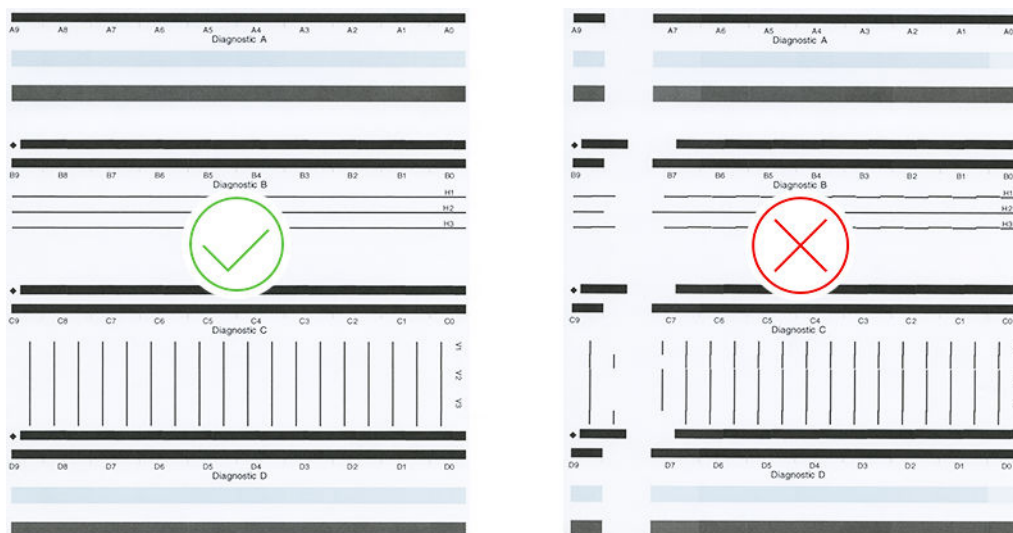 A9 A8 A7 A6 A5 A4 A3 A2 A1 A0
Diagnostic A
B9 B8 B7 B6 B5 B4 B3 B2 B1 B0
Diagnostic B
H1
H2
H3
C9 C8 C7 C6 C5 C4 C3 C2 C1 C0
Diagnostic C
V1
V2
V3
D9 D8 D7 D6 D5 D4 D3 D2 D1 D0
Diagnostic D
A9 A7 A6 A5 A4 A3 A2 A1 A0
Diagnostic A
B9 B7 B6 B5 B4 B3 B2 B1 B0
Diagnostic B
H1
H2
H3
C9 C7 C6 C5 C4 C3 C2 C1 C0
Diagnostic C
D9 D7 D6 D5 D4 D3 D2 D1 D0
Diagnostic D